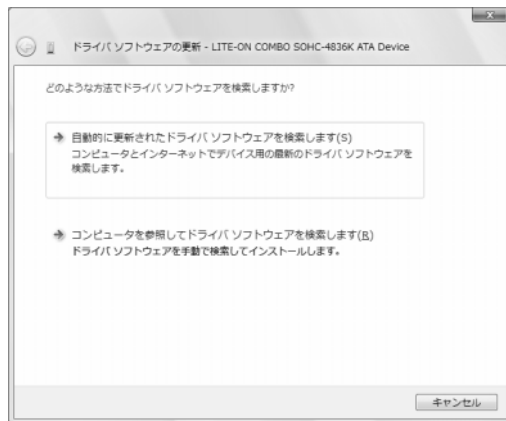 ドライバ ソフトウェアの更新 - LITE-ON COMBO SOHC-4836K ATA Device
どのような方法でドライバ ソフトウェアを検索しますか?
自動的に更新されたドライバ ソフトウェアを検索します(S)
コンピュータとインターネットでデバイス用の最新のドライバ ソフトウェアを
検索します。
コンピュータを参照してドライバ ソフトウェアを検索します(R)
ドライバ ソフトウェアを手動で検索してインストールします。
キャンセル